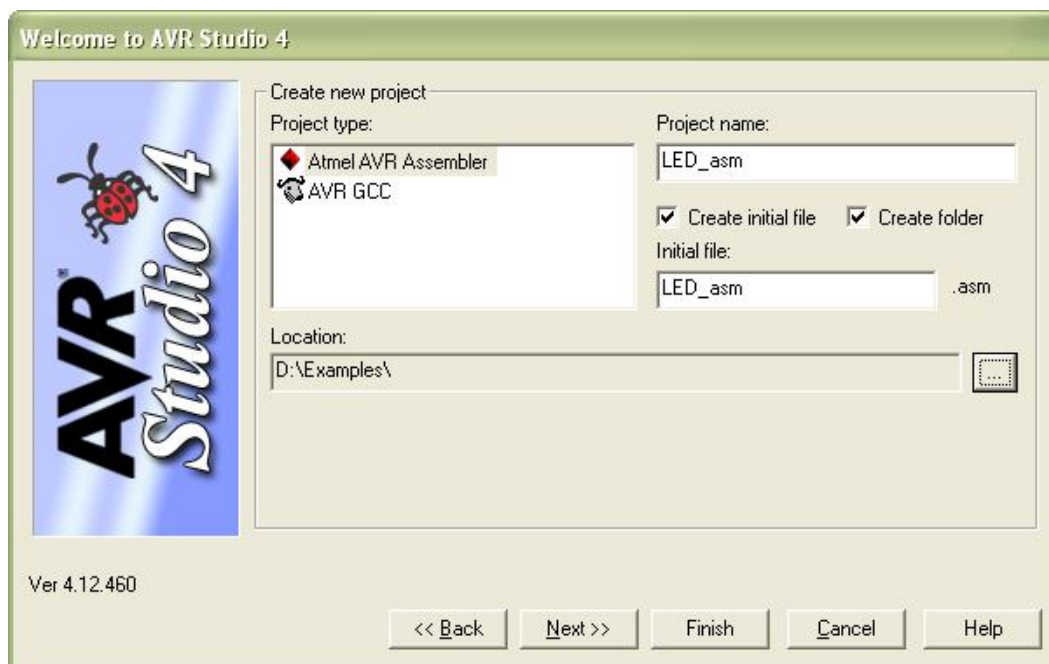 Welcome to AVR Studio 4
AVR® Studio 4
Create new project
Project type:
Atmel AVR Assembler
AVR GCC
Project name:
LED_asm
Create initial file
Create folder
Initial file:
LED_asm .asm
Location:
D:\Examples\
...
Ver 4.12.460
<< Back
Next >>
Finish
Cancel
Help